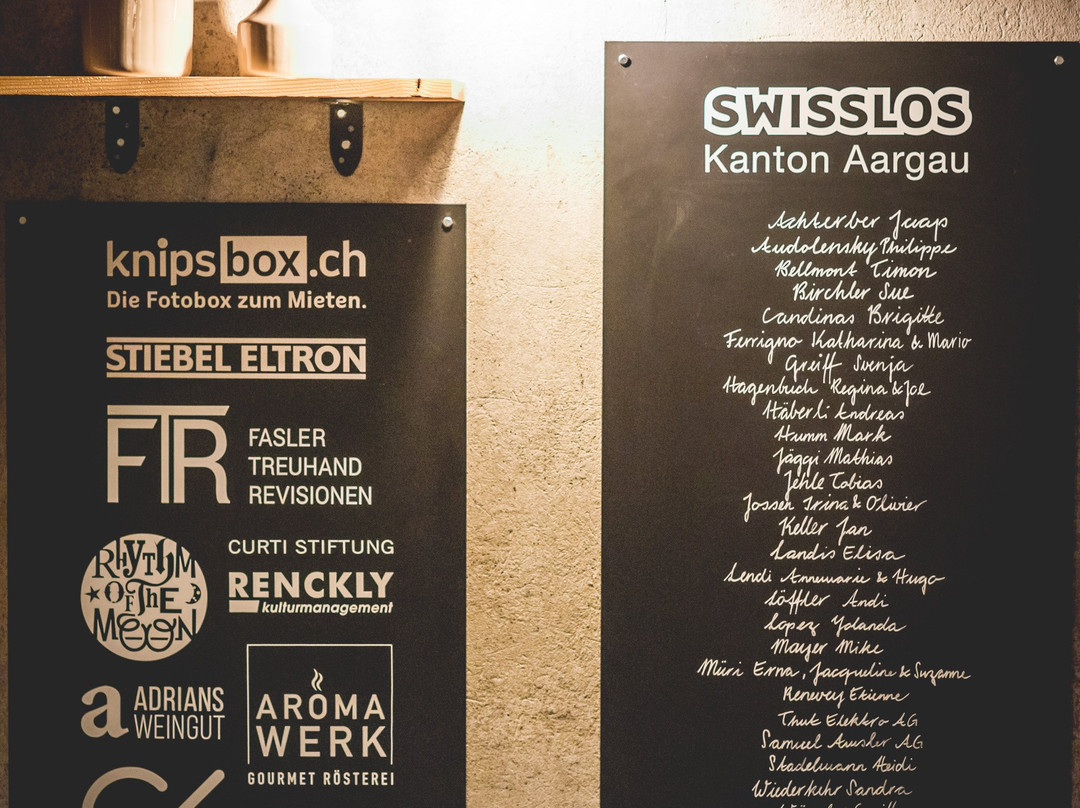 knipsbox.ch
Die Fotobox zum Mieten.
STIEBEL ELTRON
FTR
FASLER
TREUHAND
REVISIONEN
RHYTHM
OF THE
MOON
CURTI STIFTUNG
RENCKLY
kulturmanagement
a
ADRIANS
WEINGUT
AROMA
WERK
GOURMET RÖSTEREI
SWISSLOS
Kanton Aargau
Achterber Jaap
Audolensky Philippe
Bellmont Timon
Birchler Sue
Candinas Brigitte
Ferrigno Katharina & Mario
Greiff Svenja
Hagenbuch Regina & Joe
Häberli Andreas
Humm Mark
Jäggi Mathias
Jehle Tobias
Jossen Irina & Olivier
Keller Jan
Landis Elisa
Lendi Annemarie & Hugo
Löffler Andi
Lopez Yolanda
Mayer Mike
Müri Erna, Jacqueline & Suzanne
Renevey Etienne
Thut Elektro AG
Samuel Amsler AG
Stadelmann Heidi
Wiederkehr Sandra